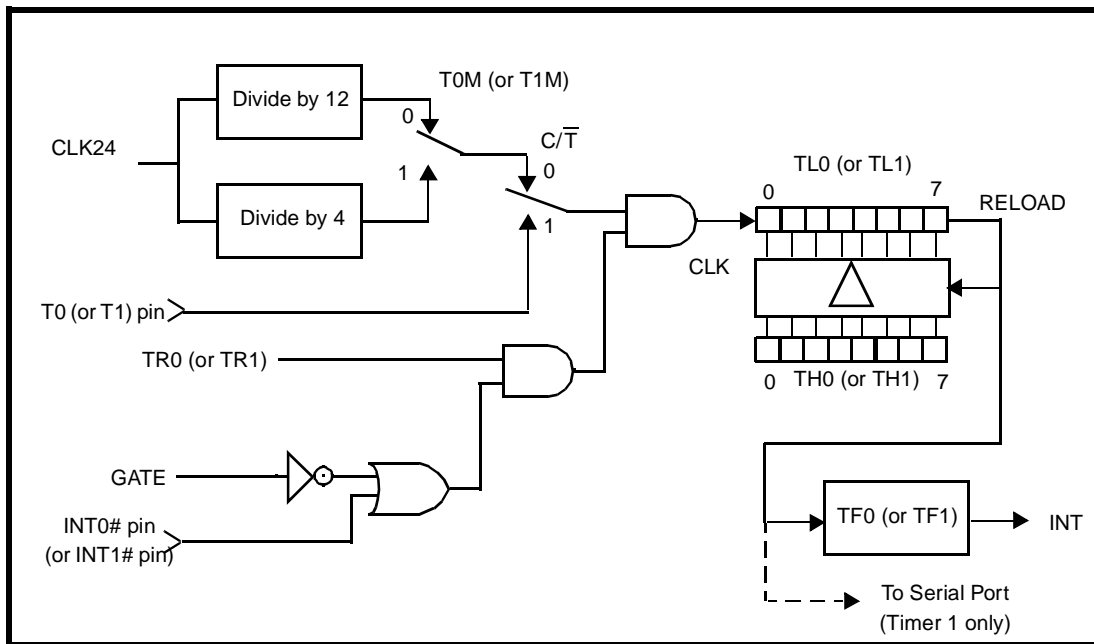 T0M (or T1M)
Divide by 12
0
C/T̅
CLK24
0
1
TL0 (or TL1)
0 7
Divide by 4
1
RELOAD
CLK
T0 (or T1) pin
TR0 (or TR1)
0 TH0 (or TH1) 7
GATE
INT0# pin
(or INT1# pin)
TF0 (or TF1)
INT
To Serial Port
(Timer 1 only)